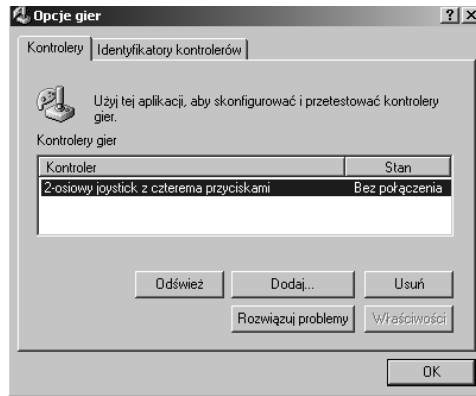 Opcje gier
Kontrolery
Identyfikatory kontrolerów
Użyj tej aplikacji, aby skonfigurować i przetestować kontrolery
gier.
Kontrolery gier
Kontroler Stan
2-osiowy joystick z czterema przyciskami Bez połączenia
Odśwież Dodaj... Usuń
Rozwiązuj problemy Właściwości
OK